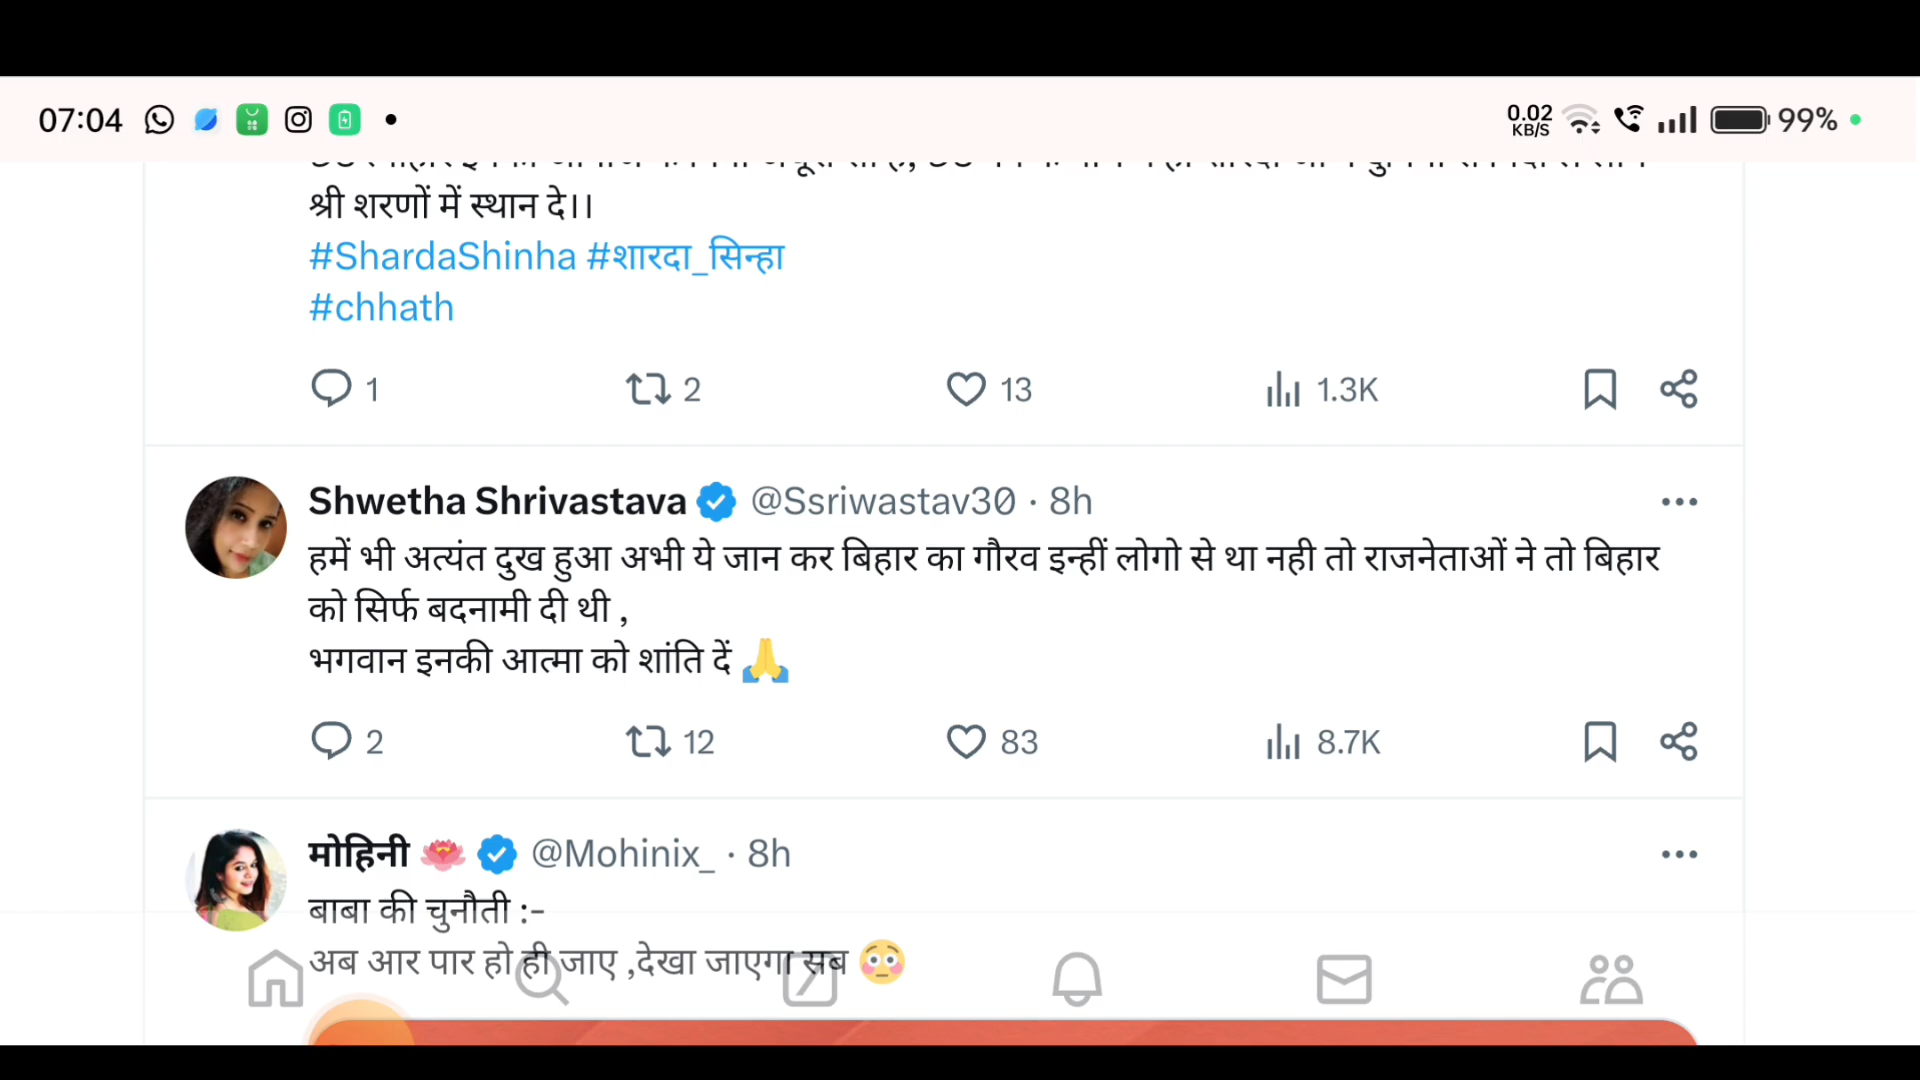 07:04 0.02 KB/S 99%
श्री शरणों में स्थान दे।।
#ShardaShinha #शारदा_सिन्हा
#chhath
1 2 13 1.3K
Shwetha Shrivastava @Ssriwastav30 · 8h
हमें भी अत्यंत दुख हुआ अभी ये जान कर बिहार का गौरव इन्हीं लोगो से था नही तो राजनेताओं ने तो बिहार
को सिर्फ बदनामी दी थी ,
भगवान इनकी आत्मा को शांति दें 🙏
2 12 83 8.7K
मोहिनी 🪷 @Mohinix_ · 8h
बाबा की चुनौती :-
अब आर पार हो ही जाए ,देखा जाएगा सब 😳